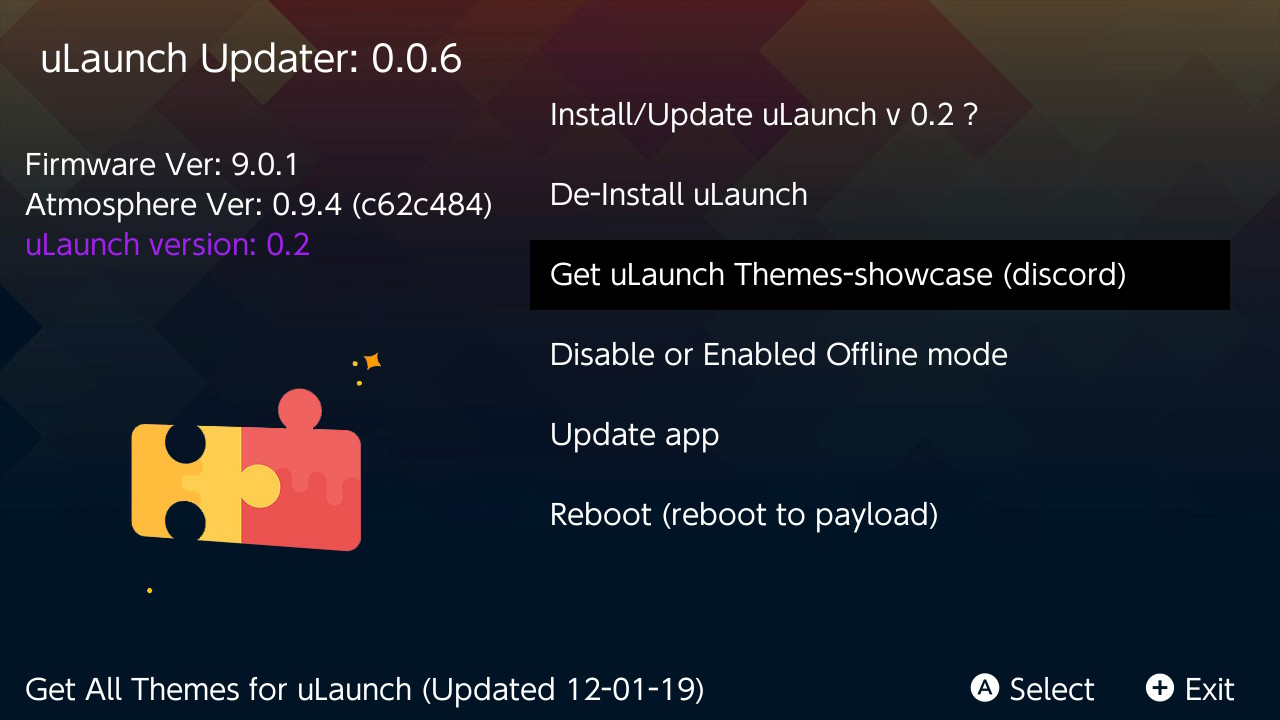 uLaunch Updater: 0.0.6
Firmware Ver: 9.0.1
Atmosphere Ver: 0.9.4 (c62c484)
uLaunch version: 0.2
Install/Update uLaunch v 0.2 ?
De-Install uLaunch
Get uLaunch Themes-showcase (discord)
Disable or Enabled Offline mode
Update app
Reboot (reboot to payload)
Get All Themes for uLaunch (Updated 12-01-19)
A Select
+ Exit